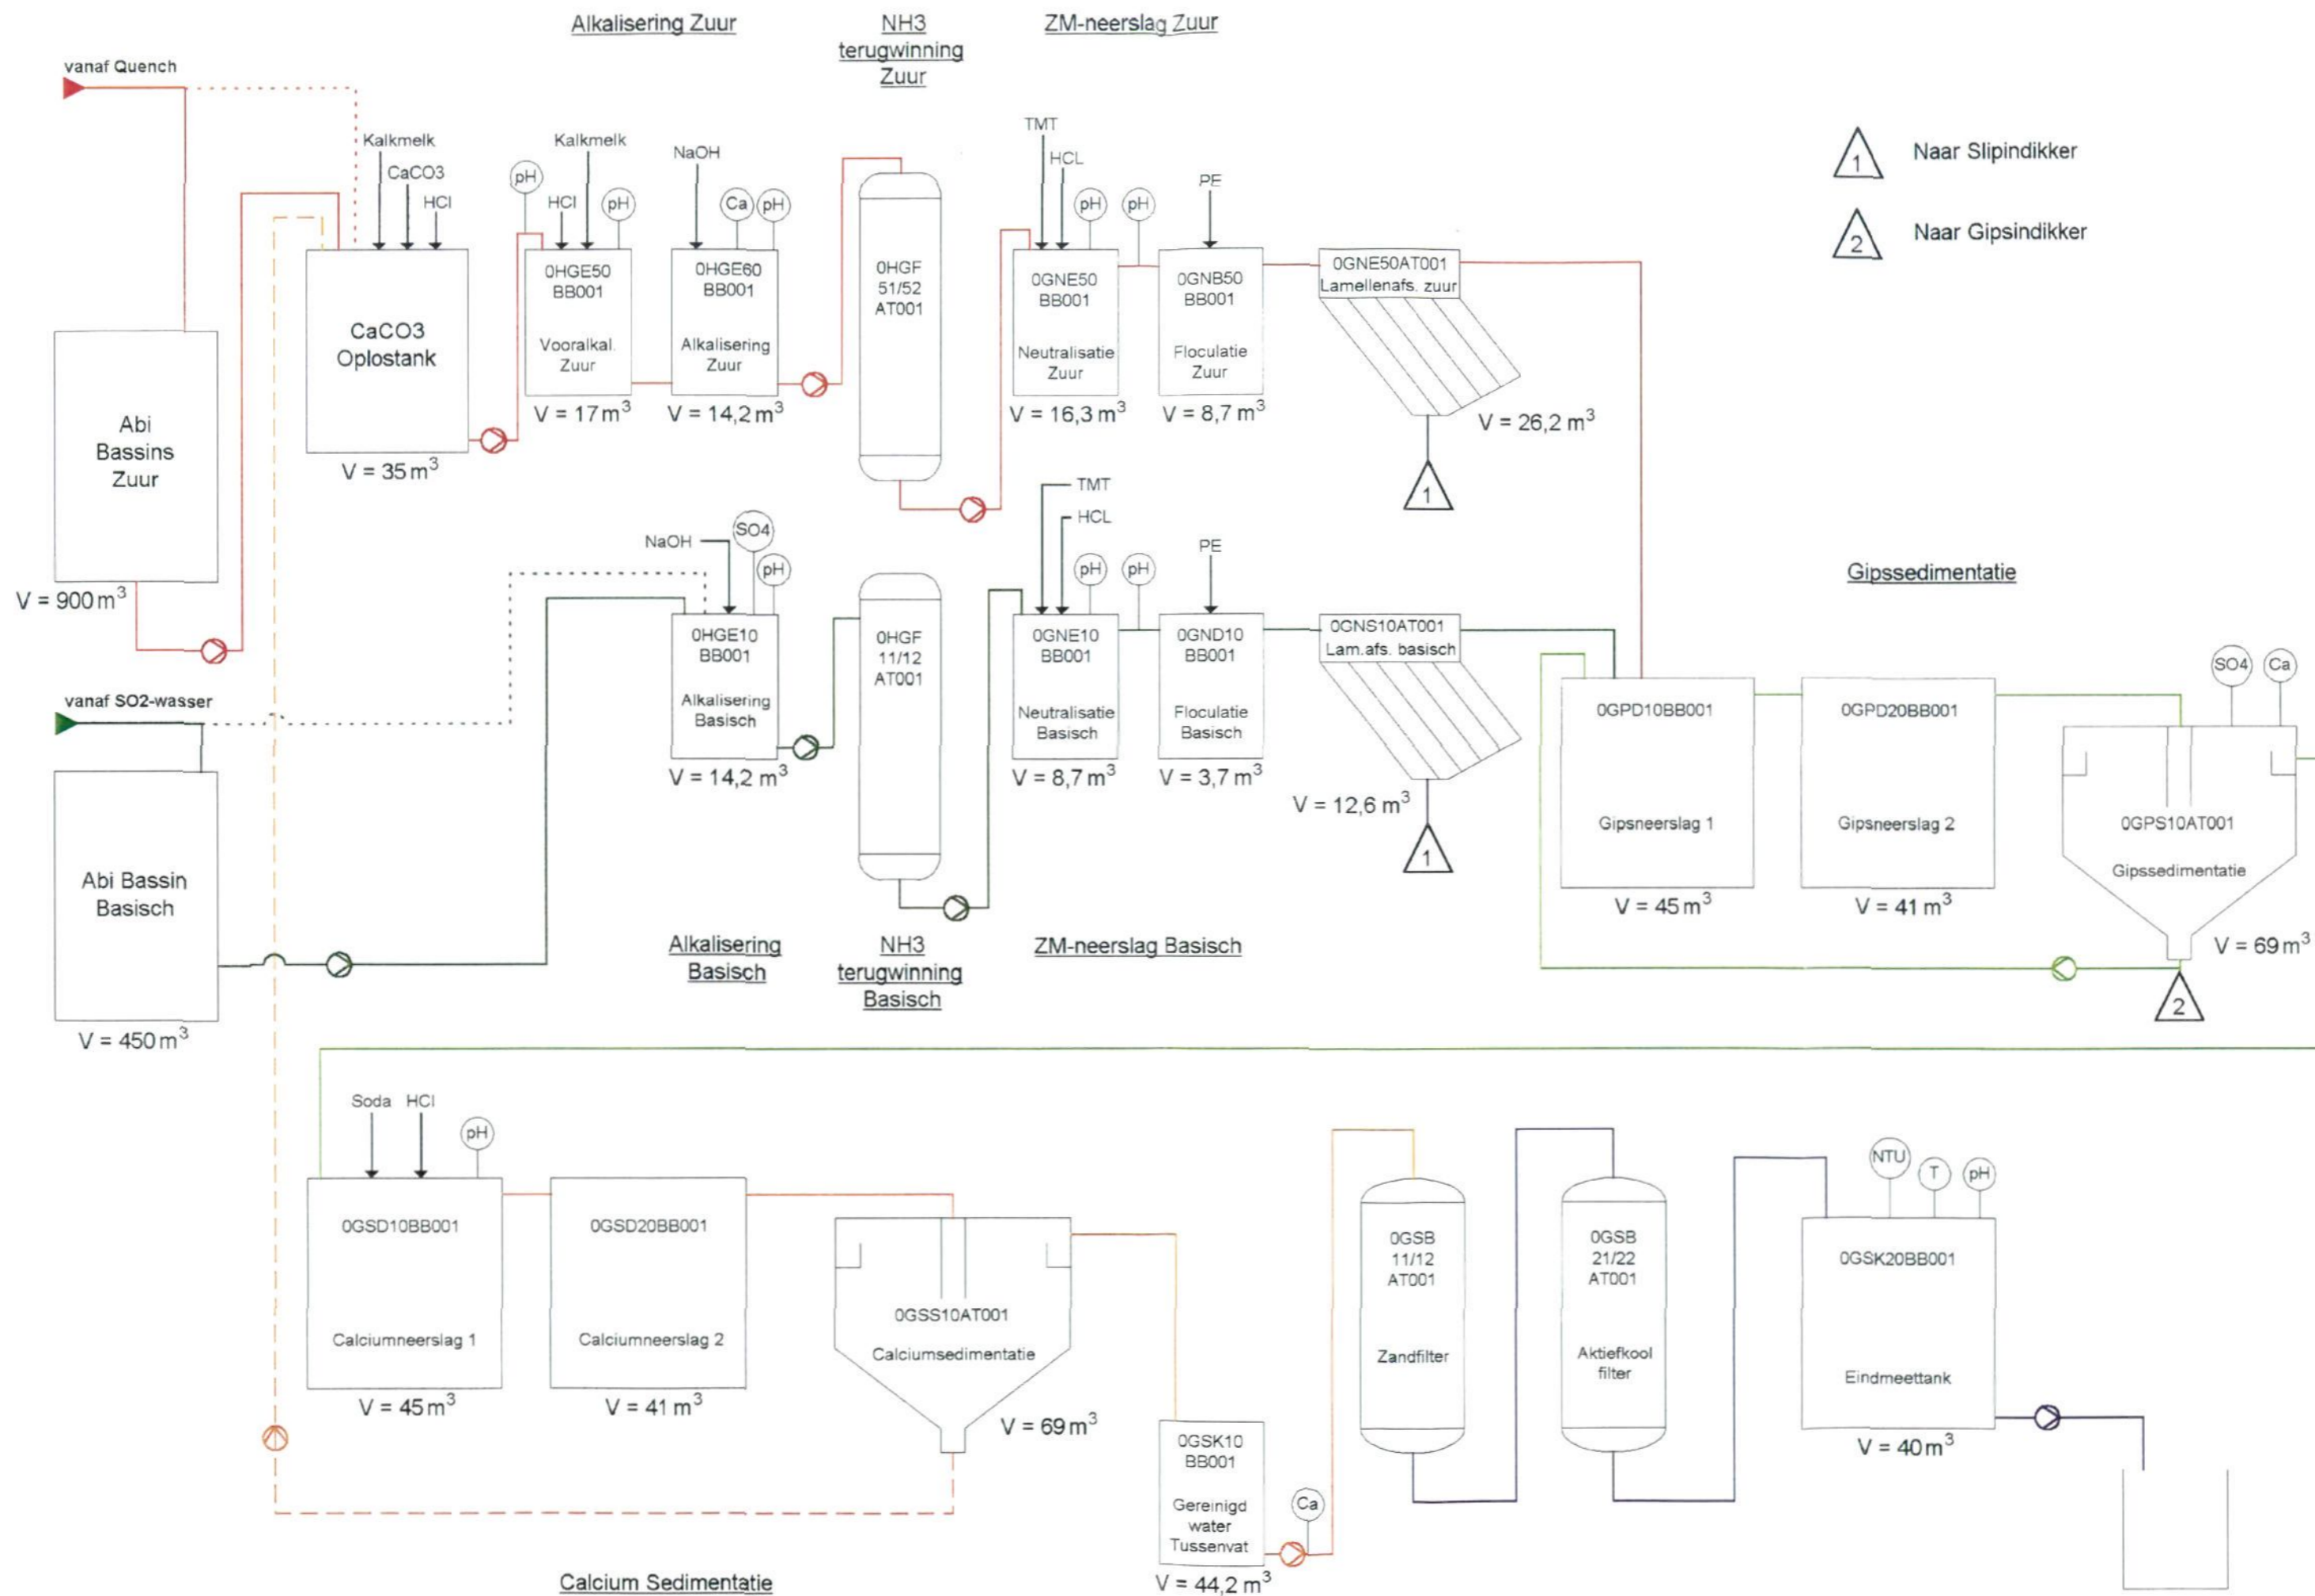 Alkalisering Zuur
NH3
terugwinning
Zuur
ZM-neerslag Zuur
vanaf Quench
Kalkmelk
CaCO3
HCl
pH
HCl
Kalkmelk
pH
NaOH
Ca
pH
TMT
HCL
pH
pH
PE
1
Naar Slipindikker
2
Naar Gipsindikker
Abi
Bassins
Zuur
V = 900 m³
CaCO3
Oplostank
V = 35 m³
0HGE50
BB001
Vooralkal.
Zuur
V = 17 m³
0HGE60
BB001
Alkalisering
Zuur
V = 14,2 m³
0HGF
51/52
AT001
0GNE50
BB001
Neutralisatie
Zuur
V = 16,3 m³
0GNB50
BB001
Floculatie
Zuur
V = 8,7 m³
0GNE50AT001
Lamellenafs. zuur
V = 26,2 m³
1
vanaf SO2-wasser
Abi Bassin
Basisch
V = 450 m³
NaOH
SO4
pH
0HGE10
BB001
Alkalisering
Basisch
V = 14,2 m³
0HGF
11/12
AT001
TMT
HCL
pH
pH
PE
0GNE10
BB001
Neutralisatie
Basisch
V = 8,7 m³
0GND10
BB001
Floculatie
Basisch
V = 3,7 m³
0GNS10AT001
Lam.afs. basisch
V = 12,6 m³
1
Alkalisering
Basisch
NH3
terugwinning
Basisch
ZM-neerslag Basisch
Gipssedimentatie
0GPD10BB001
Gipsneerslag 1
V = 45 m³
0GPD20BB001
Gipsneerslag 2
V = 41 m³
SO4
Ca
0GPS10AT001
Gipssedimentatie
V = 69 m³
2
Soda
HCl
pH
0GSD10BB001
Calciumneerslag 1
V = 45 m³
0GSD20BB001
Calciumneerslag 2
V = 41 m³
0GSS10AT001
Calciumsedimentatie
V = 69 m³
0GSK10
BB001
Gereinigd
water
Tussenvat
V = 44,2 m³
Ca
0GSB
11/12
AT001
Zandfilter
0GSB
21/22
AT001
Aktiefkool
filter
NTU
T
pH
0GSK20BB001
Eindmeettank
V = 40 m³
Calcium Sedimentatie